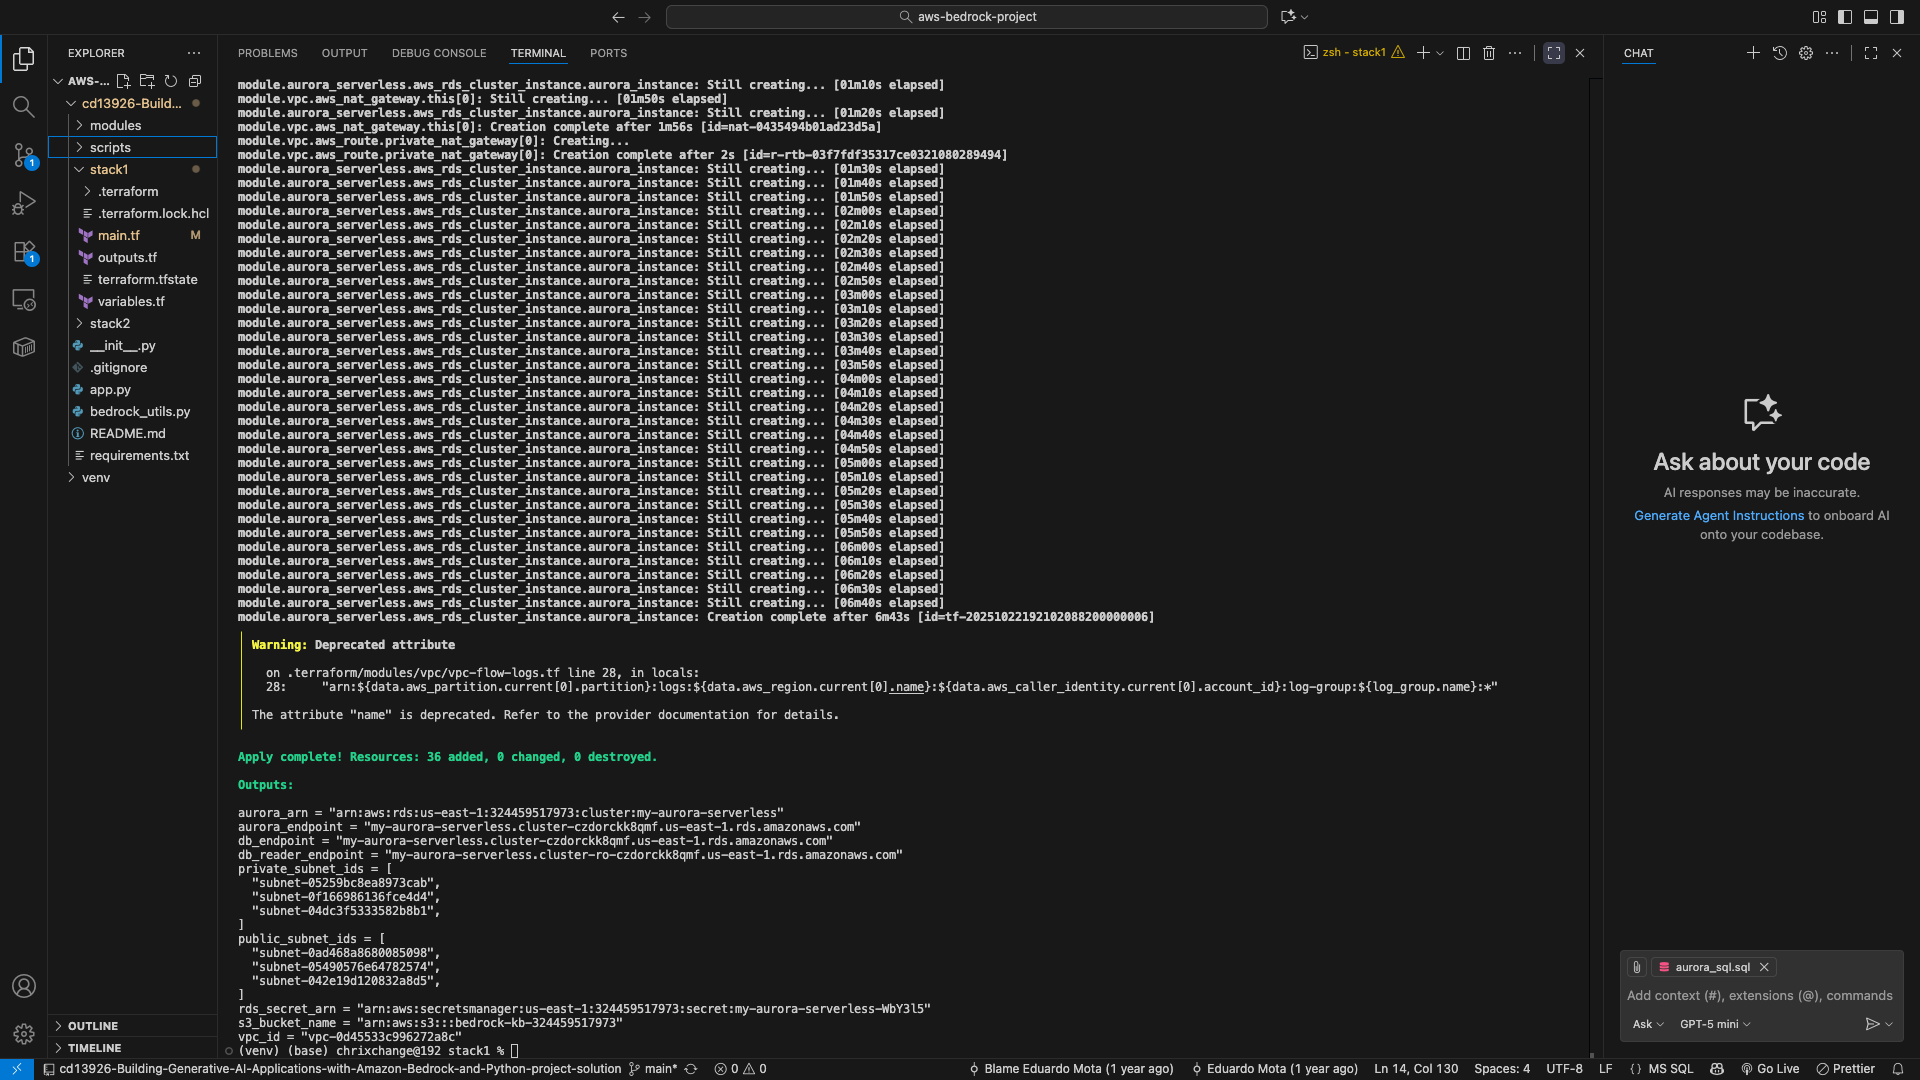 aws-bedrock-project
EXPLORER
AWS-...
cd13926-Build...
modules
scripts
stack1
.terraform
.terraform.lock.hcl
main.tf M
outputs.tf
terraform.tfstate
variables.tf
stack2
__init__.py
.gitignore
app.py
bedrock_utils.py
README.md
requirements.txt
venv
OUTLINE
TIMELINE
1
1
PROBLEMS OUTPUT DEBUG CONSOLE TERMINAL PORTS
zsh - stack1
module.aurora_serverless.aws_rds_cluster_instance.aurora_instance: Still creating... [01m10s elapsed]
module.vpc.aws_nat_gateway.this[0]: Still creating... [01m50s elapsed]
module.aurora_serverless.aws_rds_cluster_instance.aurora_instance: Still creating... [01m20s elapsed]
module.vpc.aws_nat_gateway.this[0]: Creation complete after 1m56s [id=nat-0435494b01ad23d5a]
module.vpc.aws_route.private_nat_gateway[0]: Creating...
module.vpc.aws_route.private_nat_gateway[0]: Creation complete after 2s [id=r-rtb-03f7fdf35317ce0321080289494]
module.aurora_serverless.aws_rds_cluster_instance.aurora_instance: Still creating... [01m30s elapsed]
module.aurora_serverless.aws_rds_cluster_instance.aurora_instance: Still creating... [01m40s elapsed]
module.aurora_serverless.aws_rds_cluster_instance.aurora_instance: Still creating... [01m50s elapsed]
module.aurora_serverless.aws_rds_cluster_instance.aurora_instance: Still creating... [02m00s elapsed]
module.aurora_serverless.aws_rds_cluster_instance.aurora_instance: Still creating... [02m10s elapsed]
module.aurora_serverless.aws_rds_cluster_instance.aurora_instance: Still creating... [02m20s elapsed]
module.aurora_serverless.aws_rds_cluster_instance.aurora_instance: Still creating... [02m30s elapsed]
module.aurora_serverless.aws_rds_cluster_instance.aurora_instance: Still creating... [02m40s elapsed]
module.aurora_serverless.aws_rds_cluster_instance.aurora_instance: Still creating... [02m50s elapsed]
module.aurora_serverless.aws_rds_cluster_instance.aurora_instance: Still creating... [03m00s elapsed]
module.aurora_serverless.aws_rds_cluster_instance.aurora_instance: Still creating... [03m10s elapsed]
module.aurora_serverless.aws_rds_cluster_instance.aurora_instance: Still creating... [03m20s elapsed]
module.aurora_serverless.aws_rds_cluster_instance.aurora_instance: Still creating... [03m30s elapsed]
module.aurora_serverless.aws_rds_cluster_instance.aurora_instance: Still creating... [03m40s elapsed]
module.aurora_serverless.aws_rds_cluster_instance.aurora_instance: Still creating... [03m50s elapsed]
module.aurora_serverless.aws_rds_cluster_instance.aurora_instance: Still creating... [04m00s elapsed]
module.aurora_serverless.aws_rds_cluster_instance.aurora_instance: Still creating... [04m10s elapsed]
module.aurora_serverless.aws_rds_cluster_instance.aurora_instance: Still creating... [04m20s elapsed]
module.aurora_serverless.aws_rds_cluster_instance.aurora_instance: Still creating... [04m30s elapsed]
module.aurora_serverless.aws_rds_cluster_instance.aurora_instance: Still creating... [04m40s elapsed]
module.aurora_serverless.aws_rds_cluster_instance.aurora_instance: Still creating... [04m50s elapsed]
module.aurora_serverless.aws_rds_cluster_instance.aurora_instance: Still creating... [05m00s elapsed]
module.aurora_serverless.aws_rds_cluster_instance.aurora_instance: Still creating... [05m10s elapsed]
module.aurora_serverless.aws_rds_cluster_instance.aurora_instance: Still creating... [05m20s elapsed]
module.aurora_serverless.aws_rds_cluster_instance.aurora_instance: Still creating... [05m30s elapsed]
module.aurora_serverless.aws_rds_cluster_instance.aurora_instance: Still creating... [05m40s elapsed]
module.aurora_serverless.aws_rds_cluster_instance.aurora_instance: Still creating... [05m50s elapsed]
module.aurora_serverless.aws_rds_cluster_instance.aurora_instance: Still creating... [06m00s elapsed]
module.aurora_serverless.aws_rds_cluster_instance.aurora_instance: Still creating... [06m10s elapsed]
module.aurora_serverless.aws_rds_cluster_instance.aurora_instance: Still creating... [06m20s elapsed]
module.aurora_serverless.aws_rds_cluster_instance.aurora_instance: Still creating... [06m30s elapsed]
module.aurora_serverless.aws_rds_cluster_instance.aurora_instance: Still creating... [06m40s elapsed]
module.aurora_serverless.aws_rds_cluster_instance.aurora_instance: Creation complete after 6m43s [id=tf-20251022192102088200000006]
Warning: Deprecated attribute
on .terraform/modules/vpc/vpc-flow-logs.tf line 28, in locals:
28: "arn:${data.aws_partition.current[0].partition}:logs:${data.aws_region.current[0].name}:${data.aws_caller_identity.current[0].account_id}:log-group:${log_group.name}:*"
The attribute "name" is deprecated. Refer to the provider documentation for details.
Apply complete! Resources: 36 added, 0 changed, 0 destroyed.
Outputs:
aurora_arn = "arn:aws:rds:us-east-1:324459517973:cluster:my-aurora-serverless"
aurora_endpoint = "my-aurora-serverless.cluster-czdorckk8qmf.us-east-1.rds.amazonaws.com"
db_endpoint = "my-aurora-serverless.cluster-czdorckk8qmf.us-east-1.rds.amazonaws.com"
db_reader_endpoint = "my-aurora-serverless.cluster-ro-czdorckk8qmf.us-east-1.rds.amazonaws.com"
private_subnet_ids = [
"subnet-05259bc8ea8973cab",
"subnet-0f166986136fce4d4",
"subnet-04dc3f5333582b8b1",
]
public_subnet_ids = [
"subnet-0ad468a8680085098",
"subnet-05490576e64782574",
"subnet-042e19d120832a8d5",
]
rds_secret_arn = "arn:aws:secretsmanager:us-east-1:324459517973:secret:my-aurora-serverless-WbY3l5"
s3_bucket_name = "arn:aws:s3:::bedrock-kb-324459517973"
vpc_id = "vpc-0d45533c996272a8c"
(venv) (base) chrixchange@192 stack1 %
CHAT
Ask about your code
AI responses may be inaccurate.
Generate Agent Instructions to onboard AI
onto your codebase.
aurora_sql.sql
Add context (#), extensions (@), commands
Ask GPT-5 mini
cd13926-Building-Generative-AI-Applications-with-Amazon-Bedrock-and-Python-project-solution main* 0 0 Blame Eduardo Mota (1 year ago) Eduardo Mota (1 year ago) Ln 14, Col 130 Spaces: 4 UTF-8 LF {} MS SQL Go Live Prettier